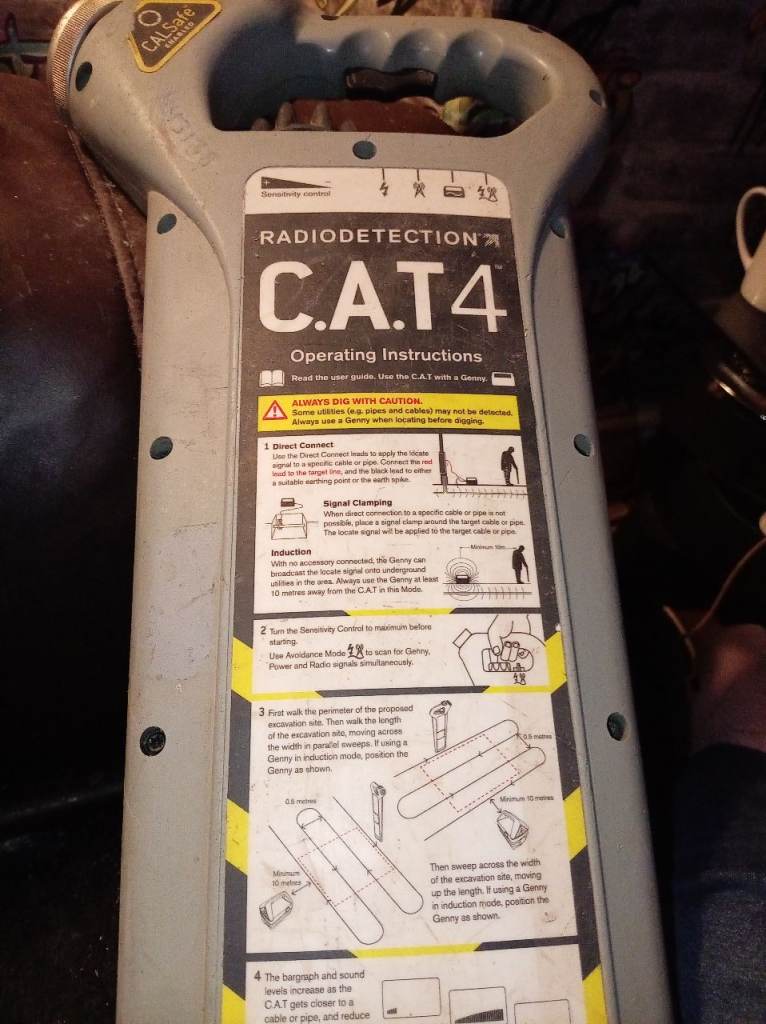 CALSafe
ENABLED
Sensitivity control
RADIODETECTION
C.A.T4™
Operating Instructions
Read the user guide. Use the C.A.T with a Genny.
ALWAYS DIG WITH CAUTION.
Some utilities (e.g. pipes and cables) may not be detected.
Always use a Genny when locating before digging.
1 Direct Connect
Use the Direct Connect leads to apply the locate
signal to a specific cable or pipe. Connect the red
lead to the target line, and the black lead to either
a suitable earthing point or the earth spike.
Signal Clamping
When direct connection to a specific cable or pipe is not
possible, place a signal clamp around the target cable or pipe.
The locate signal will be applied to the target cable or pipe.
Induction
With no accessory connected, the Genny can
broadcast the locate signal onto underground
utilities in the area. Always use the Genny at least
10 metres away from the C.A.T in this Mode.
Minimum 10m
2 Turn the Sensitivity Control to maximum before
starting.
Use Avoidance Mode to scan for Genny,
Power and Radio signals simultaneously.
3 First walk the perimeter of the proposed
excavation site. Then walk the length
of the excavation site, moving across
the width in parallel sweeps. If using a
Genny in induction mode, position the
Genny as shown.
0.5 metres
Minimum 10 metres
0.5 metres
Minimum
10 metres
Then sweep across the width
of the excavation site, moving
up the length. If using a Genny
in induction mode, position the
Genny as shown.
4 The bargraph and sound
levels increase as the
C.A.T gets closer to a
cable or pipe, and reduce